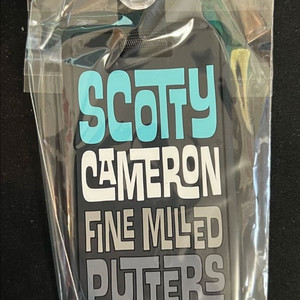 SCOTTY
CAMERON
FINE MILLED
PUTTERS